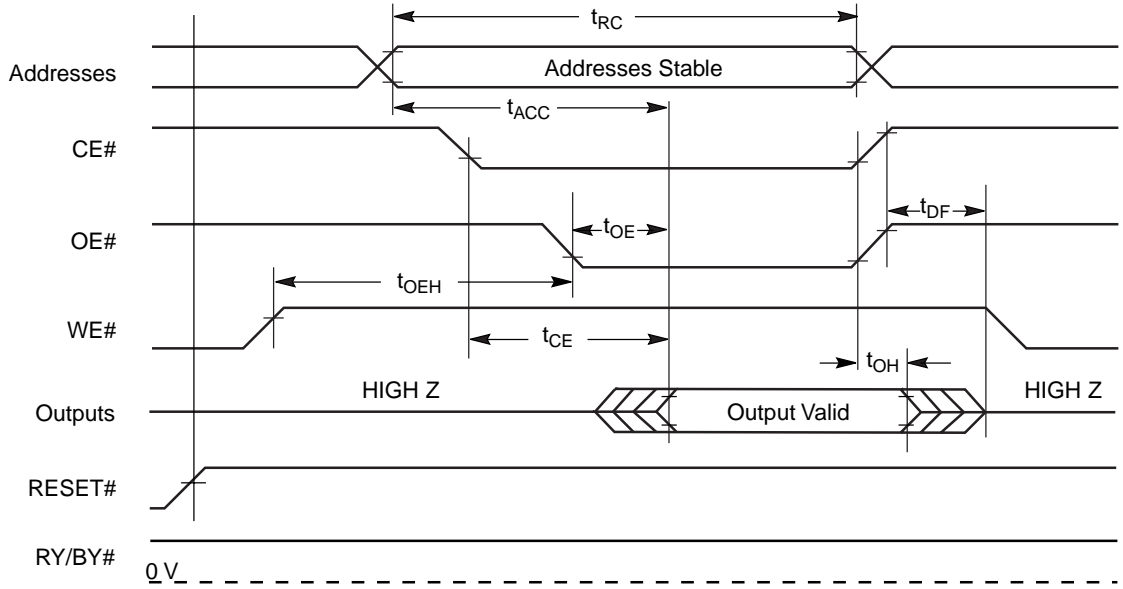 tRC
Addresses
Addresses Stable
tACC
CE#
tDF
OE#
tOE
tOEH
WE#
tCE
tOH
HIGH Z
HIGH Z
Outputs
Output Valid
RESET#
RY/BY#
0 V